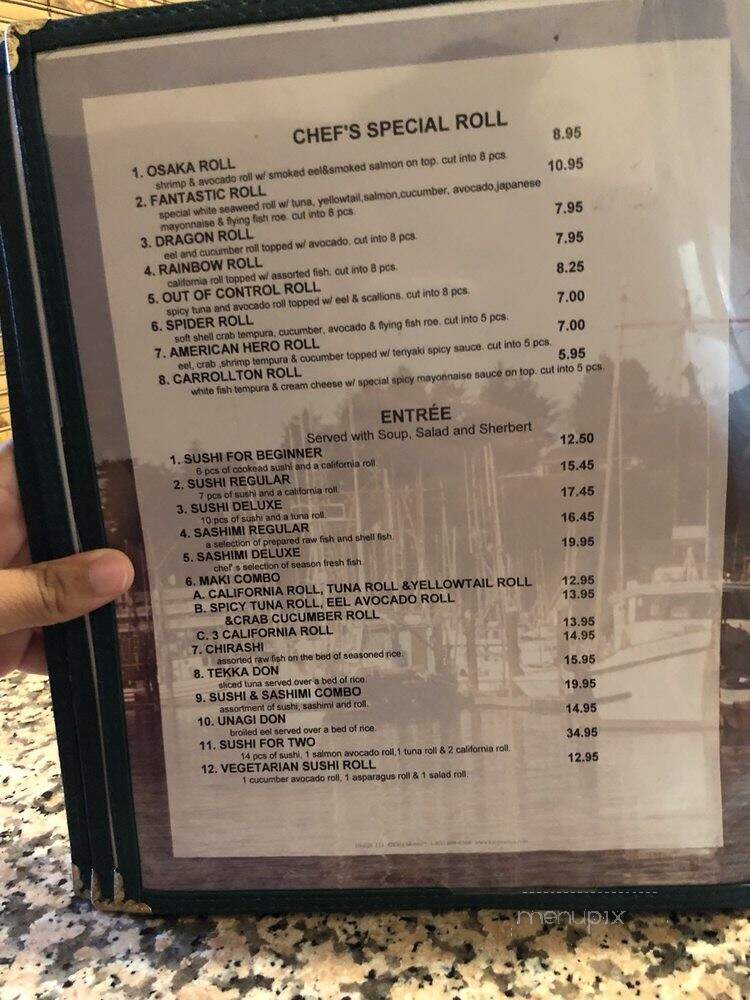 CHEF'S SPECIAL ROLL
1. OSAKA ROLL 8.95
shrimp & avocado roll w/ smoked eel&smoked salmon on top. cut into 8 pcs.
2. FANTASTIC ROLL 10.95
special white seaweed roll w/ tuna, yellowtail,salmon,cucumber, avocado,japanese
mayonnaise & flying fish roe. cut into 8 pcs.
3. DRAGON ROLL 7.95
eel and cucumber roll topped w/ avocado. cut into 8 pcs.
4. RAINBOW ROLL 7.95
california roll topped w/ assorted fish. cut into 8 pcs.
5. OUT OF CONTROL ROLL 8.25
spicy tuna and avocado roll topped w/ eel & scallions. cut into 8 pcs.
6. SPIDER ROLL 7.00
soft shell crab tempura, cucumber, avocado & flying fish roe. cut into 5 pcs.
7. AMERICAN HERO ROLL 7.00
eel, crab ,shrimp tempura & cucumber topped w/ teriyaki spicy sauce. cut into 5 pcs.
8. CARROLLTON ROLL 5.95
white fish tempura & cream cheese w/ special spicy mayonnaise sauce on top. cut into 5 pcs.
ENTRÉE
Served with Soup, Salad and Sherbert
1. SUSHI FOR BEGINNER 12.50
6 pcs of cookead sushi and a california roll.
2. SUSHI REGULAR 15.45
7 pcs of sushi and a california roll.
3. SUSHI DELUXE 17.45
10 pcs of sushi and a tuna roll.
4. SASHIMI REGULAR 16.45
a selection of prepared raw fish and shell fish.
5. SASHIMI DELUXE 19.95
chef' s selection of season fresh fish.
6. MAKI COMBO
A. CALIFORNIA ROLL, TUNA ROLL &YELLOWTAIL ROLL 12.95
B. SPICY TUNA ROLL, EEL AVOCADO ROLL 13.95
&CRAB CUCUMBER ROLL
C. 3 CALIFORNIA ROLL 13.95
7. CHIRASHI 14.95
assorted raw fish on the bed of seasoned rice.
8. TEKKA DON 15.95
sliced tuna served over a bed of rice.
9. SUSHI & SASHIMI COMBO 19.95
assortment of sushi, sashimi and roll.
10. UNAGI DON 14.95
broiled eel served over a bed of rice.
11. SUSHI FOR TWO 34.95
14 pcs of sushi, 1 salmon avocado roll,1 tuna roll & 2 california roll.
12. VEGETARIAN SUSHI ROLL 12.95
1 cucumber avocado roll, 1 asparagus roll & 1 salad roll.
menupix